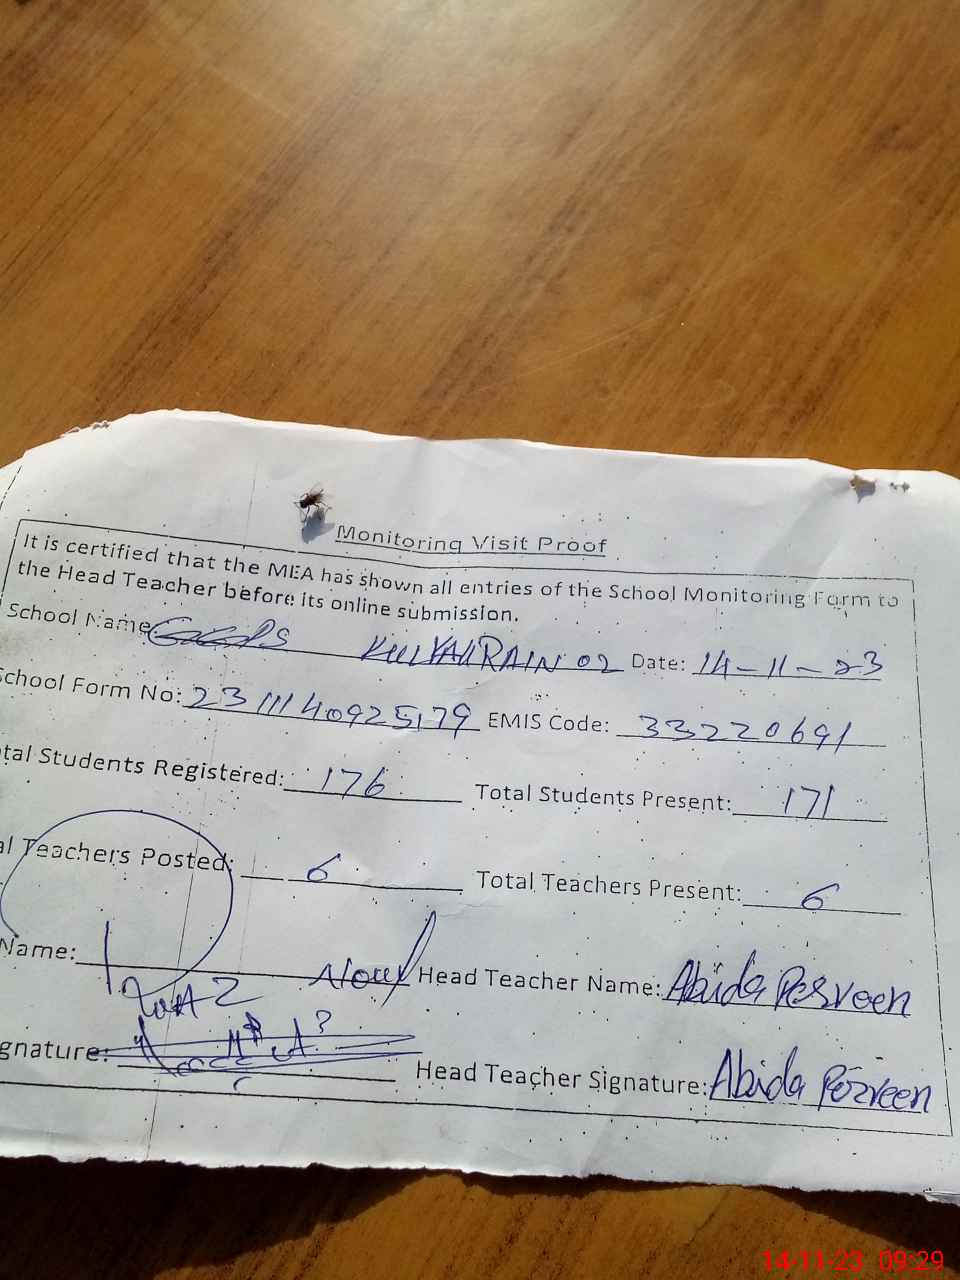 Monitoring Visit Proof
It is certified that the MEA has shown all entries of the School Monitoring Form to
the Head Teacher before its online submission.
School Name 02 Date: 14-11-23
School Form No: 23111140925179 EMIS Code: 33220691
tal Students Registered: 176 Total Students Present: 171
al Teachers Posted: 6 Total Teachers Present: 6
Name: Head Teacher Name: Abida Perveen
gnature: Head Teacher Signature: Abida Perveen
14-11-23 09:29